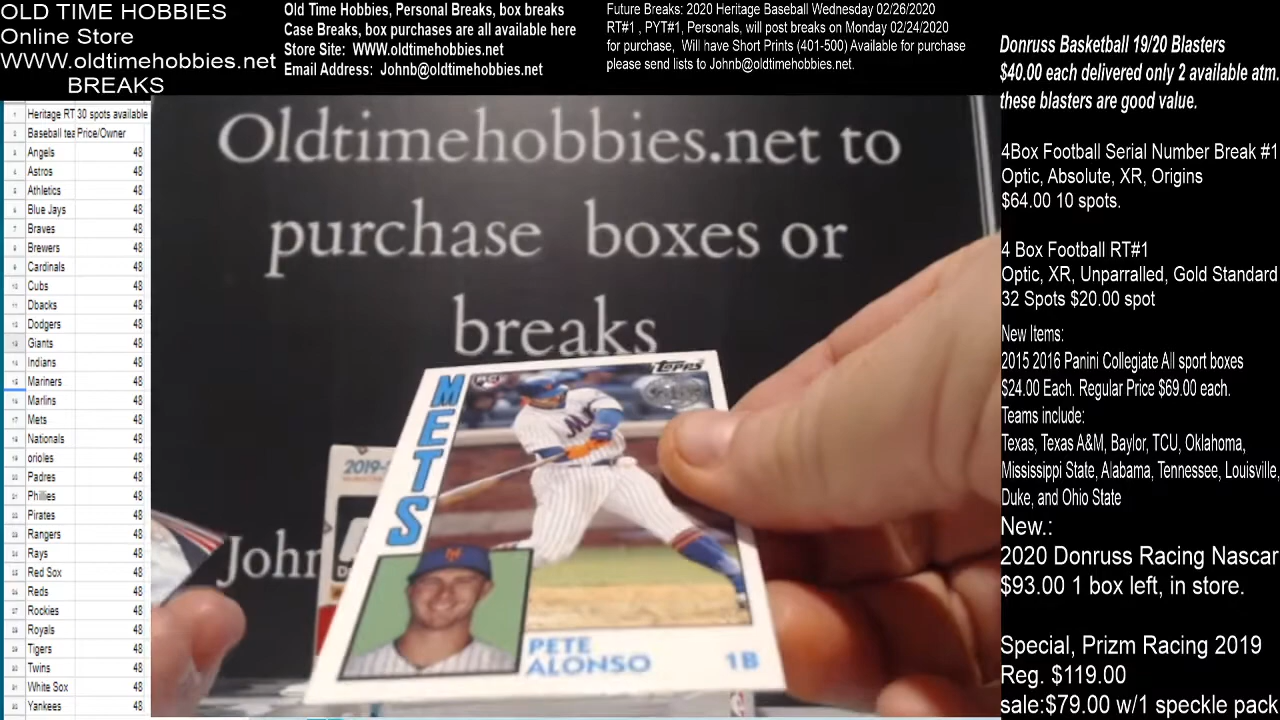 OLD TIME HOBBIES
Online Store
WWW.oldtimehobbies.net
BREAKS
Old Time Hobbies, Personal Breaks, box breaks
Case Breaks, box purchases are all available here
Store Site: WWW.oldtimehobbies.net
Email Address: Johnb@oldtimehobbies.net
Future Breaks: 2020 Heritage Baseball Wednesday 02/26/2020
RT#1 , PYT#1, Personals, will post breaks on Monday 02/24/2020
for purchase, Will have Short Prints (401-500) Available for purchase
please send lists to Johnb@oldtimehobbies.net.
Donruss Basketball 19/20 Blasters
$40.00 each delivered only 2 available atm.
these blasters are good value.
4Box Football Serial Number Break #1
Optic, Absolute, XR, Origins
$64.00 10 spots.
4 Box Football RT#1
Optic, XR, Unparralled, Gold Standard
32 Spots $20.00 spot
New Items:
2015 2016 Panini Collegiate All sport boxes
$24.00 Each. Regular Price $69.00 each.
Teams include:
Texas, Texas A&M, Baylor, TCU, Oklahoma,
Mississippi State, Alabama, Tennessee, Louisville,
Duke, and Ohio State
New.:
2020 Donruss Racing Nascar
$93.00 1 box left, in store.
Special, Prizm Racing 2019
Reg. $119.00
sale:$79.00 w/1 speckle pack
Heritage RT 30 spots available
Baseball tea Price/Owner
Angels 48
Astros 48
Athletics 48
Blue Jays 48
Braves 48
Brewers 48
Cardinals 48
Cubs 48
Dbacks 48
Dodgers 48
Giants 48
Indians 48
Mariners 48
Marlins 48
Mets 48
Nationals 48
orioles 48
Padres 48
Phillies 48
Pirates 48
Rangers 48
Rays 48
Red Sox 48
Reds 48
Rockies 48
Royals 48
Tigers 48
Twins 48
White Sox 48
Yankees 48
Oldtimehobbies.net to
purchase boxes or
breaks
John
2019-
METS
Topps
RC
PETE
ALONSO
1B